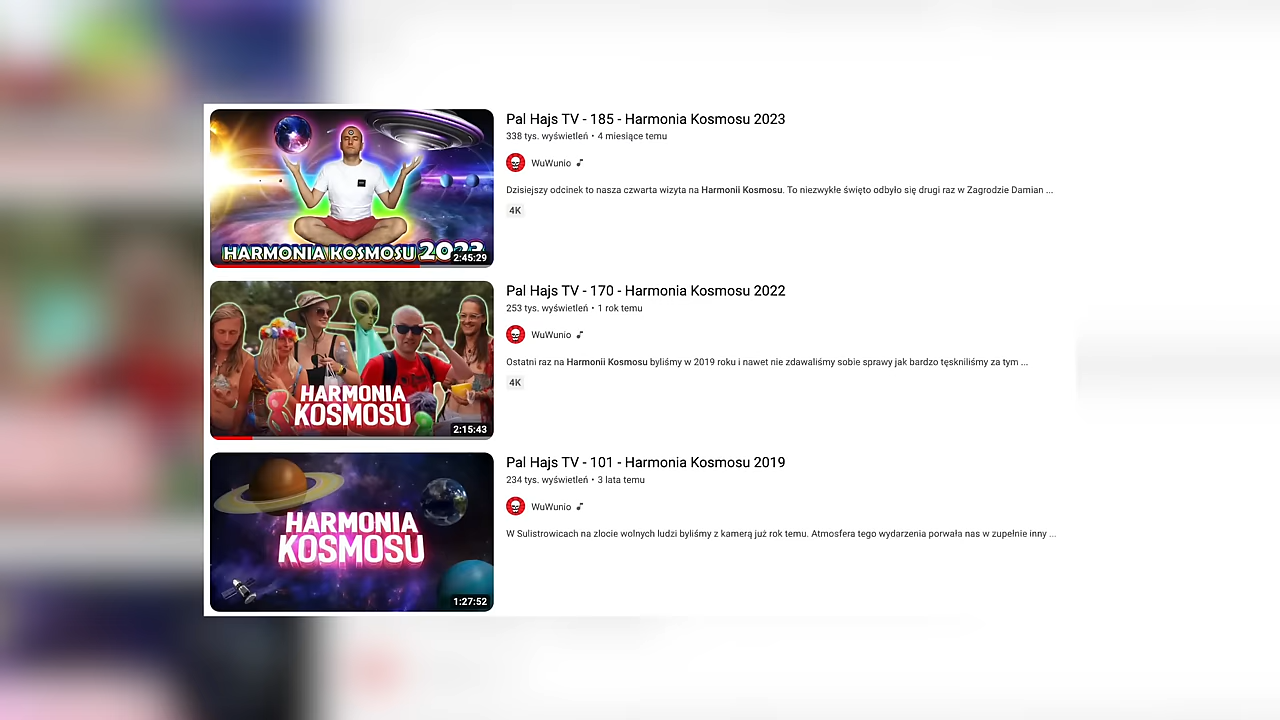 HARMONIA KOSMOSU 2023
2:45:29
Pal Hajs TV - 185 - Harmonia Kosmosu 2023
338 tys. wyświetleń • 4 miesiące temu
WuWunio
Dzisiejszy odcinek to nasza czwarta wizyta na Harmonii Kosmosu. To niezwykłe święto odbyło się drugi raz w Zagrodzie Damian ...
4K
HARMONIA
KOSMOSU
2:15:43
Pal Hajs TV - 170 - Harmonia Kosmosu 2022
253 tys. wyświetleń • 1 rok temu
WuWunio
Ostatni raz na Harmonii Kosmosu byliśmy w 2019 roku i nawet nie zdawaliśmy sobie sprawy jak bardzo tęskniliśmy za tym ...
4K
HARMONIA
KOSMOSU
1:27:52
Pal Hajs TV - 101 - Harmonia Kosmosu 2019
234 tys. wyświetleń • 3 lata temu
WuWunio
W Sulistrowicach na zlocie wolnych ludzi byliśmy z kamerą już rok temu. Atmosfera tego wydarzenia porwała nas w zupełnie inny ...